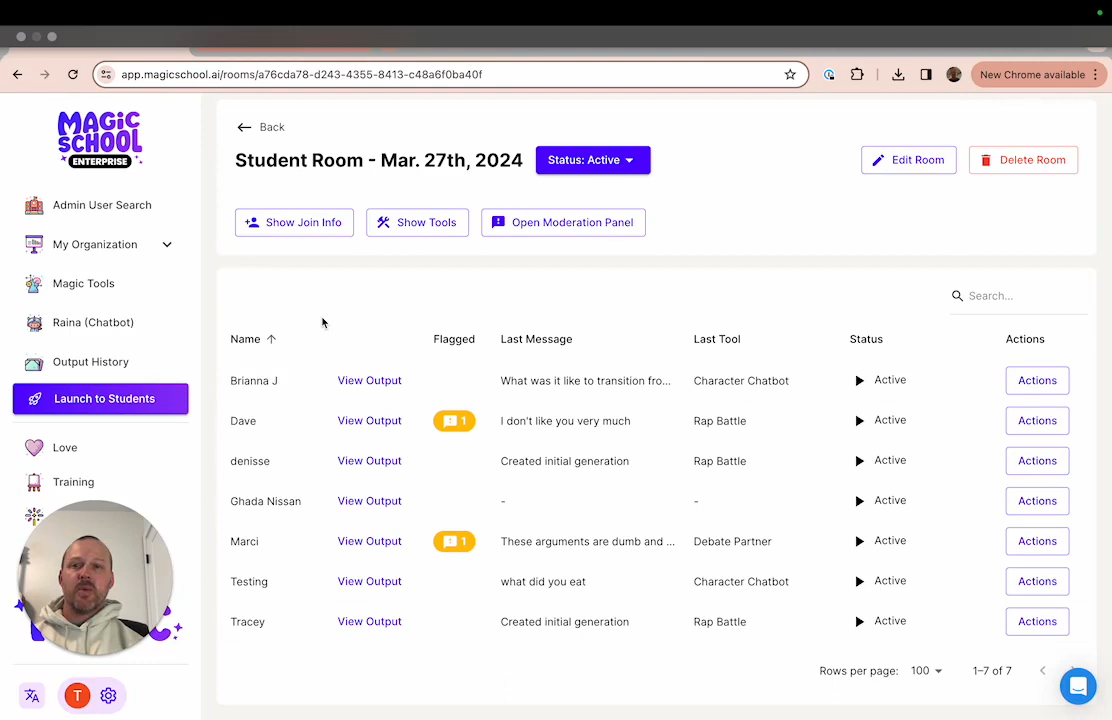 app.magicschool.ai/rooms/a76cda78-d243-4355-8413-c48a6f0ba40f
New Chrome available
MAGIC
SCHOOL
ENTERPRISE
Admin User Search
My Organization
Magic Tools
Raina (Chatbot)
Output History
Launch to Students
Love
Training
T
Back
Student Room - Mar. 27th, 2024
Status: Active
Edit Room
Delete Room
Show Join Info
Show Tools
Open Moderation Panel
Search...
Name Flagged Last Message Last Tool Status Actions
Brianna J View Output What was it like to transition fro... Character Chatbot Active Actions
Dave View Output 1 I don't like you very much Rap Battle Active Actions
denisse View Output Created initial generation Rap Battle Active Actions
Ghada Nissan View Output - - Active Actions
Marci View Output 1 These arguments are dumb and ... Debate Partner Active Actions
Testing View Output what did you eat Character Chatbot Active Actions
Tracey View Output Created initial generation Rap Battle Active Actions
Rows per page: 100 1–7 of 7